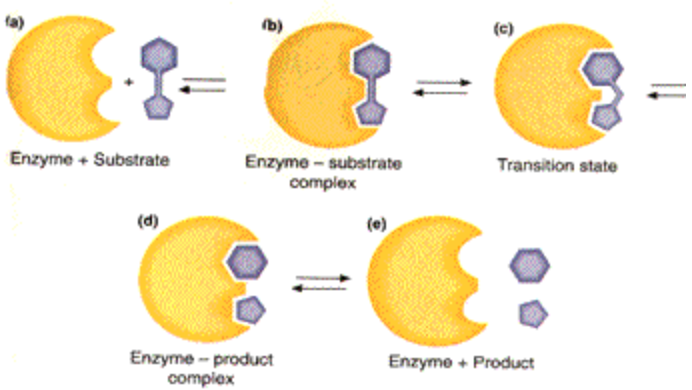 (a)
(b)
(c)
+
Enzyme + Substrate
Enzyme – substrate
complex
Transition state
(d)
(e)
Enzyme – product
complex
Enzyme + Product